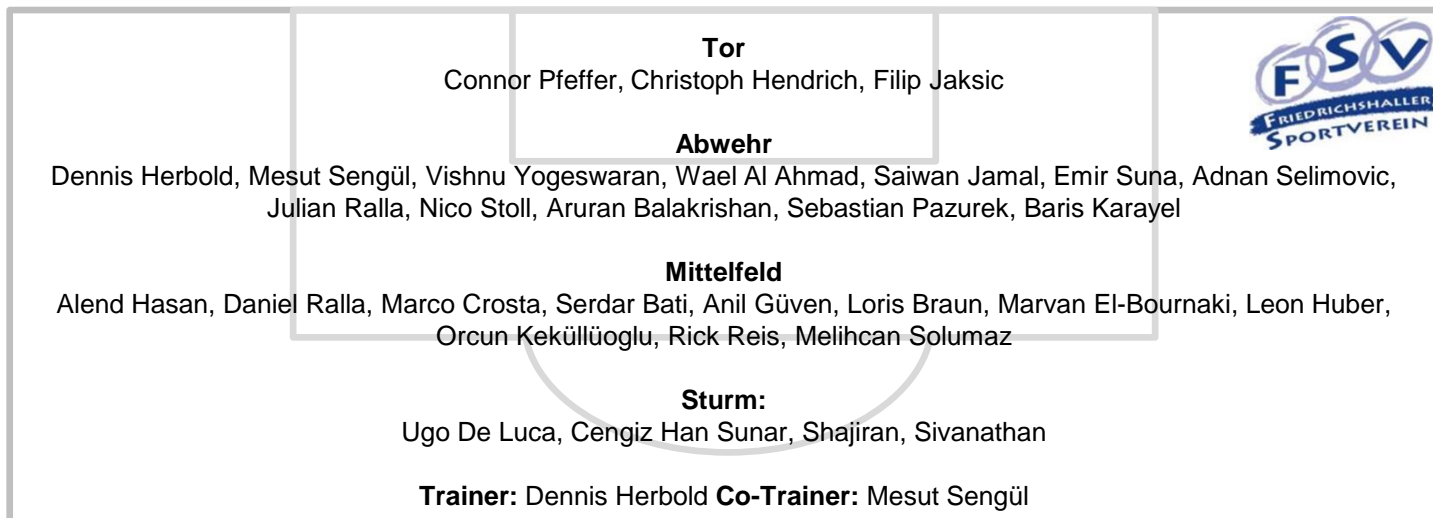 Tor
Connor Pfeffer, Christoph Hendrich, Filip Jaksic
FSV
FRIEDRICHSHALLER
SPORTVEREIN
Abwehr
Dennis Herbold, Mesut Sengül, Vishnu Yogeswaran, Wael Al Ahmad, Saiwan Jamal, Emir Suna, Adnan Selimovic,
Julian Ralla, Nico Stoll, Aruran Balakrishan, Sebastian Pazurek, Baris Karayel
Mittelfeld
Alend Hasan, Daniel Ralla, Marco Crosta, Serdar Bati, Anil Güven, Loris Braun, Marvan El-Bournaki, Leon Huber,
Orcun Keküllüoglu, Rick Reis, Melihcan Solumaz
Sturm:
Ugo De Luca, Cengiz Han Sunar, Shajiran, Sivanathan
Trainer: Dennis Herbold Co-Trainer: Mesut Sengül